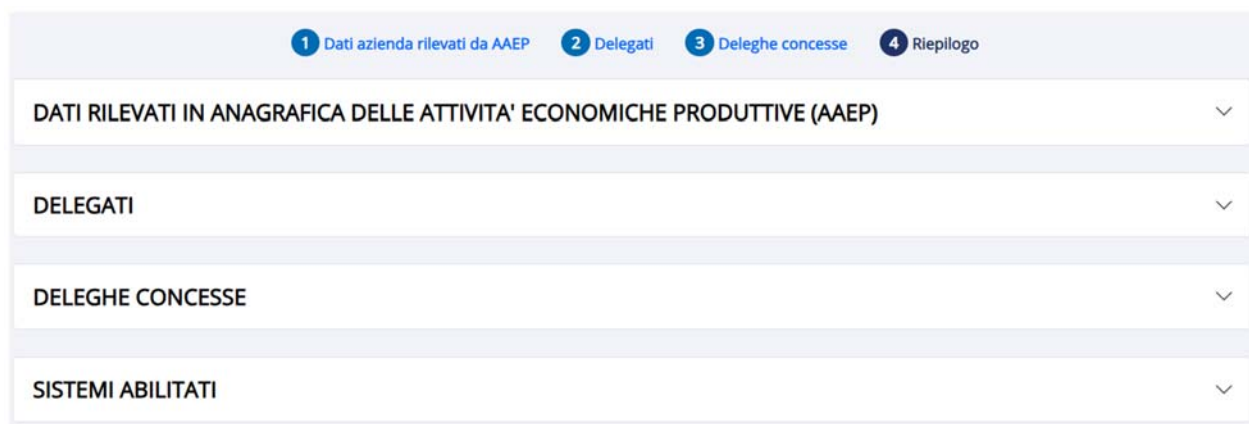 1 Dati azienda rilevati da AAEP 2 Delegati 3 Deleghe concesse 4 Riepilogo
DATI RILEVATI IN ANAGRAFICA DELLE ATTIVITA' ECONOMICHE PRODUTTIVE (AAEP)
DELEGATI
DELEGHE CONCESSE
SISTEMI ABILITATI